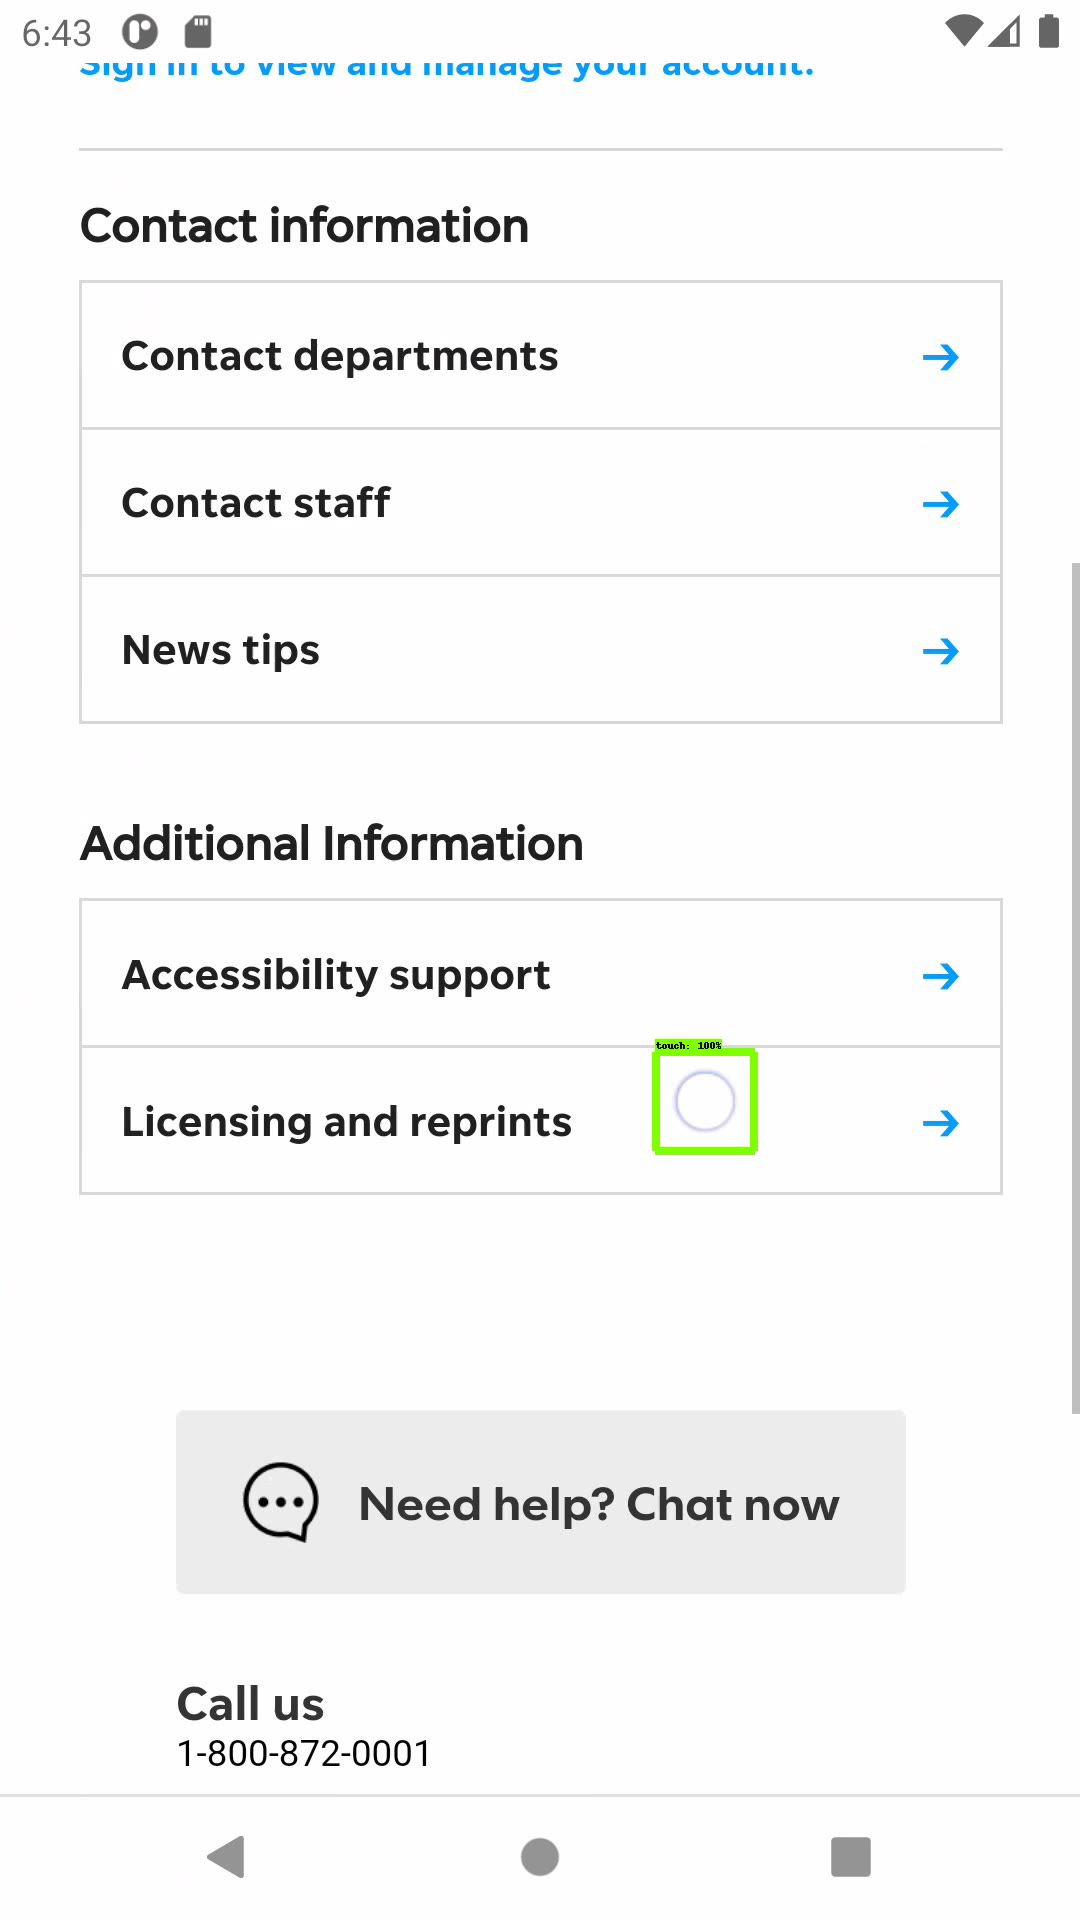 6:43
Sign in to view and manage your account.
Contact information
Contact departments
Contact staff
News tips
Additional Information
Accessibility support
touch: 100%
Licensing and reprints
Need help? Chat now
Call us
1-800-872-0001